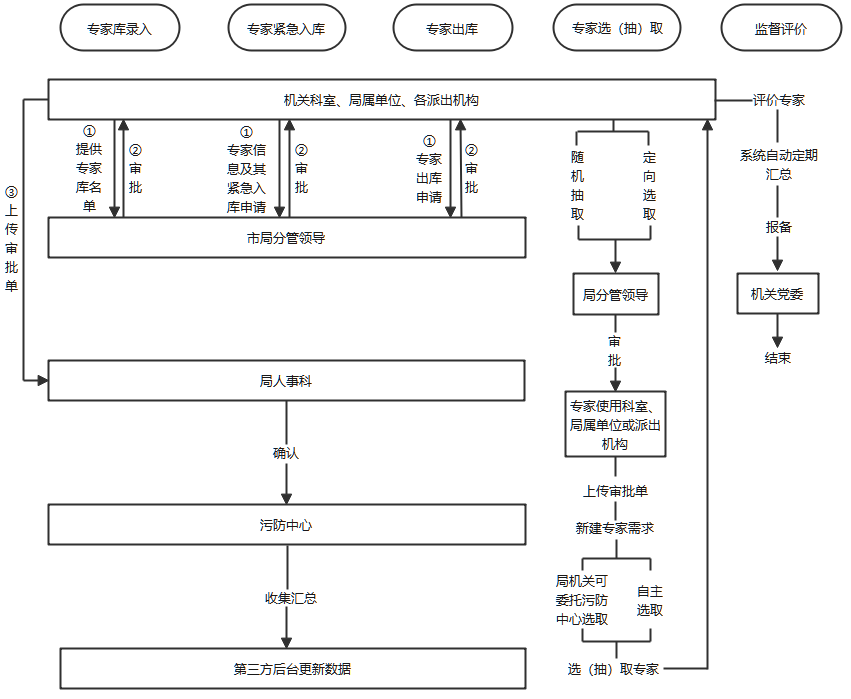 专家库录入
专家紧急入库
专家出库
专家选（抽）取
监督评价
机关科室、局属单位、各派出机构
评价专家
①
提供
专家
库名
单
②
审
批
①
专家信
息及其
紧急入
库申请
②
审
批
①
专家
出库
申请
②
审
批
随
机
抽
取
定
向
选
取
系统自动定期
汇总
③
上
传
审
批
单
市局分管领导
报备
局分管领导
机关党委
审
批
结束
局人事科
专家使用科室、
局属单位或派出
机构
确认
上传审批单
污防中心
新建专家需求
局机关可
委托污防
中心选取
自主
选取
收集汇总
第三方后台更新数据
选（抽）取专家